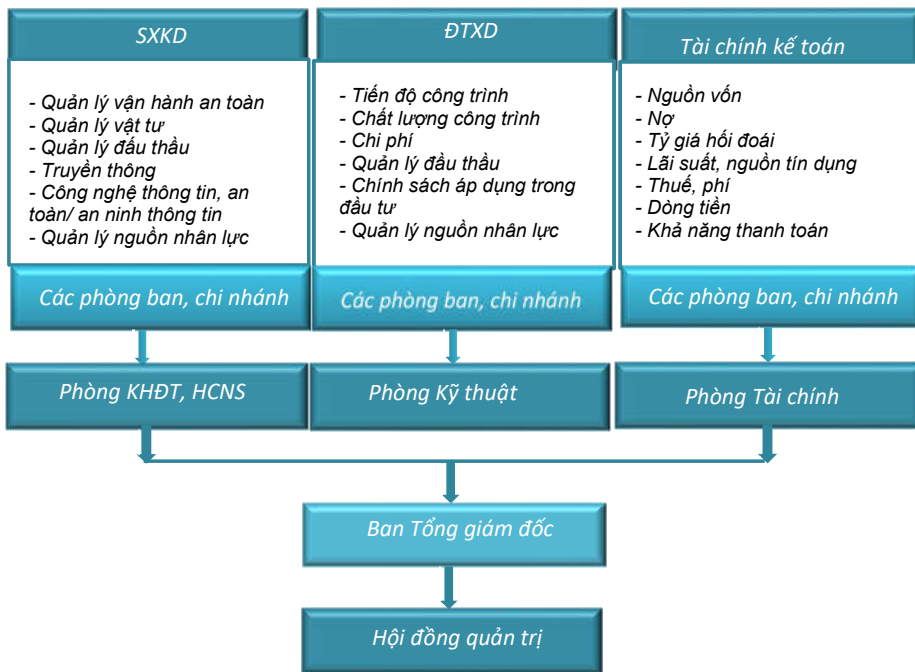 SXKD
- Quản lý vận hành an toàn
- Quản lý vật tư
- Quản lý đấu thầu
- Truyền thông
- Công nghệ thông tin, an
toàn/ an ninh thông tin
- Quản lý nguồn nhân lực
Các phòng ban, chi nhánh
Phòng KHĐT, HCNS
ĐTXD
- Tiến độ công trình
- Chất lượng công trình
- Chi phí
- Quản lý đầu thầu
- Chính sách áp dụng trong
đầu tư
- Quản lý nguồn nhân lực
Các phòng ban, chi nhánh
Phòng Kỹ thuật
Tài chính kế toán
- Nguồn vốn
- Nợ
- Tỷ giá hối đoái
- Lãi suất, nguồn tín dụng
- Thuế, phí
- Dòng tiền
- Khả năng thanh toán
Các phòng ban, chi nhánh
Phòng Tài chính
Ban Tổng giám đốc
Hội đồng quản trị